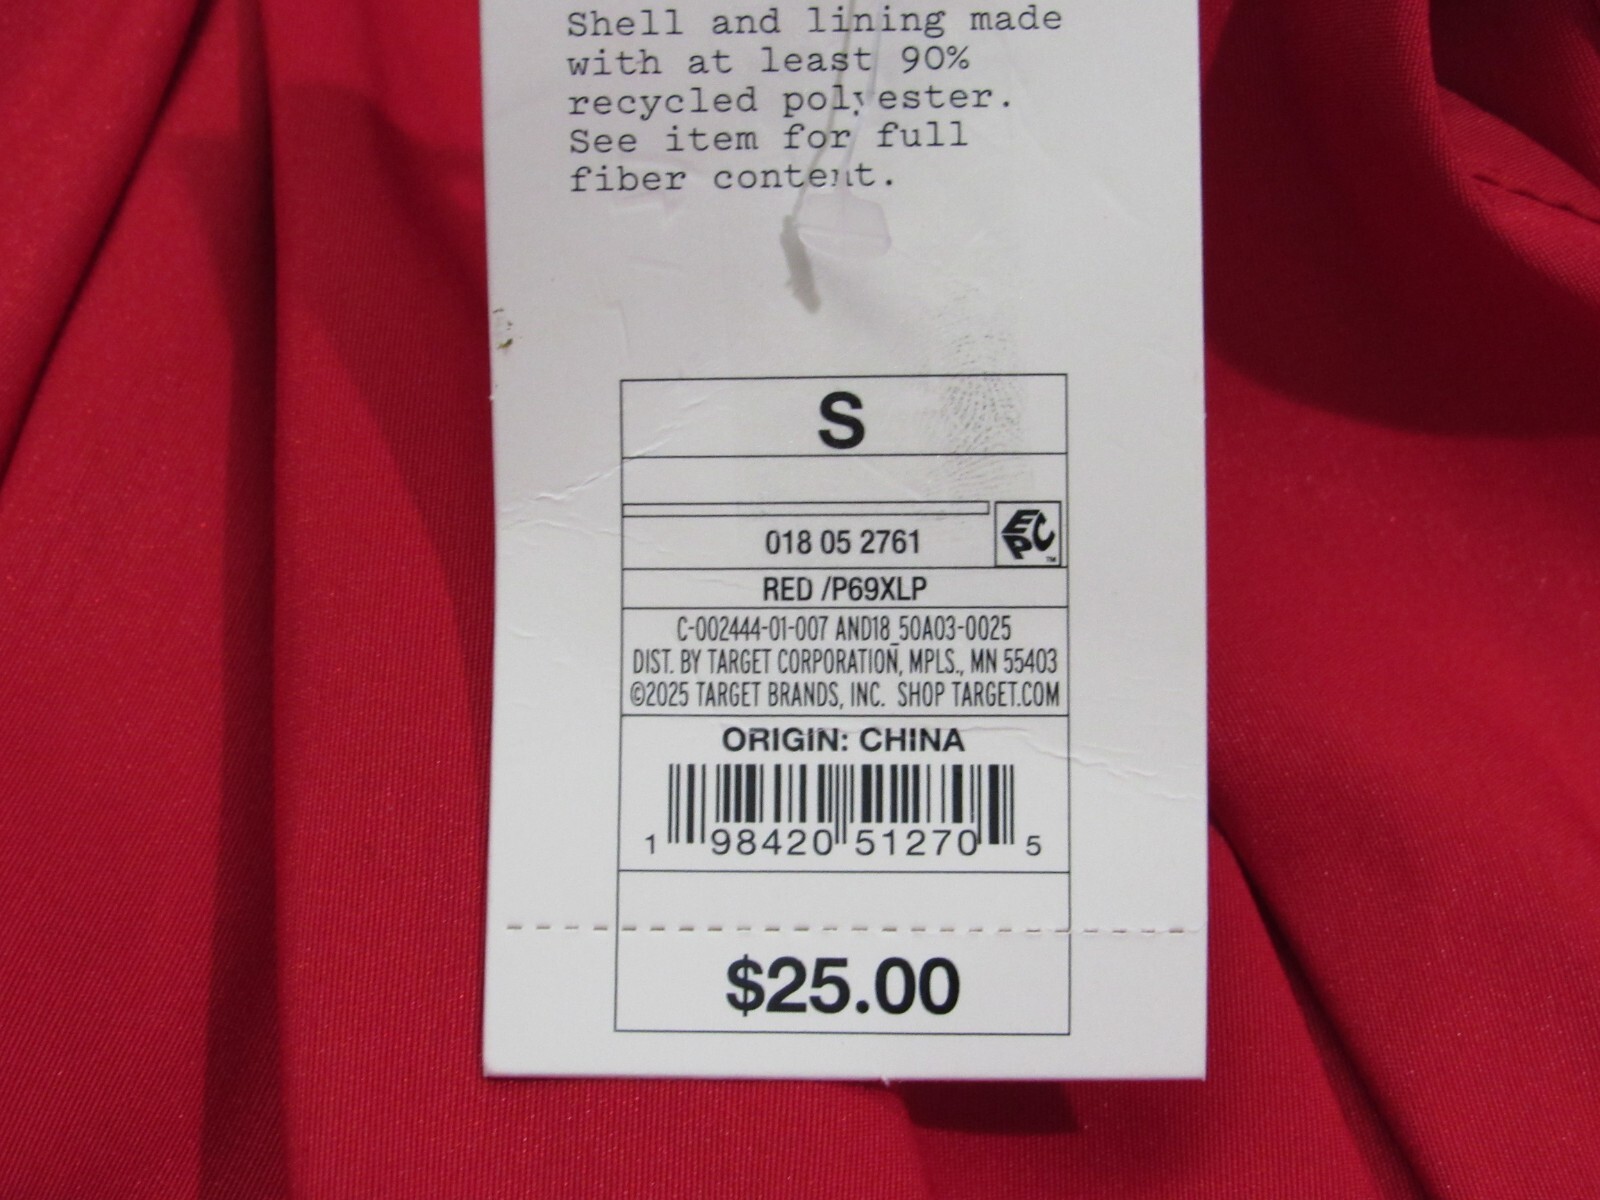 Shell and lining made
with at least 90%
recycled polyester.
See item for full
fiber content.
S
018 05 2761
EPC™
RED /P69XLP
C-002444-01-007 AND18_50A03-0025
DIST. BY TARGET CORPORATION, MPLS., MN 55403
©2025 TARGET BRANDS, INC. SHOP TARGET.COM
ORIGIN: CHINA
1 98420 51270 5
$25.00